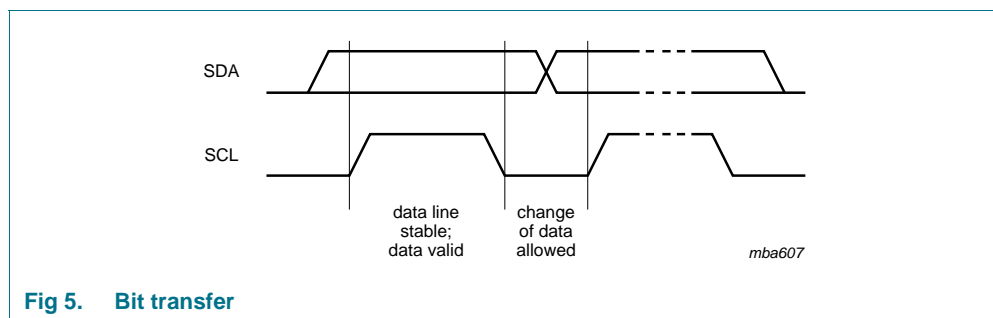 SDA
SCL
data line
stable;
data valid
change
of data
allowed
mba607
Fig 5. Bit transfer